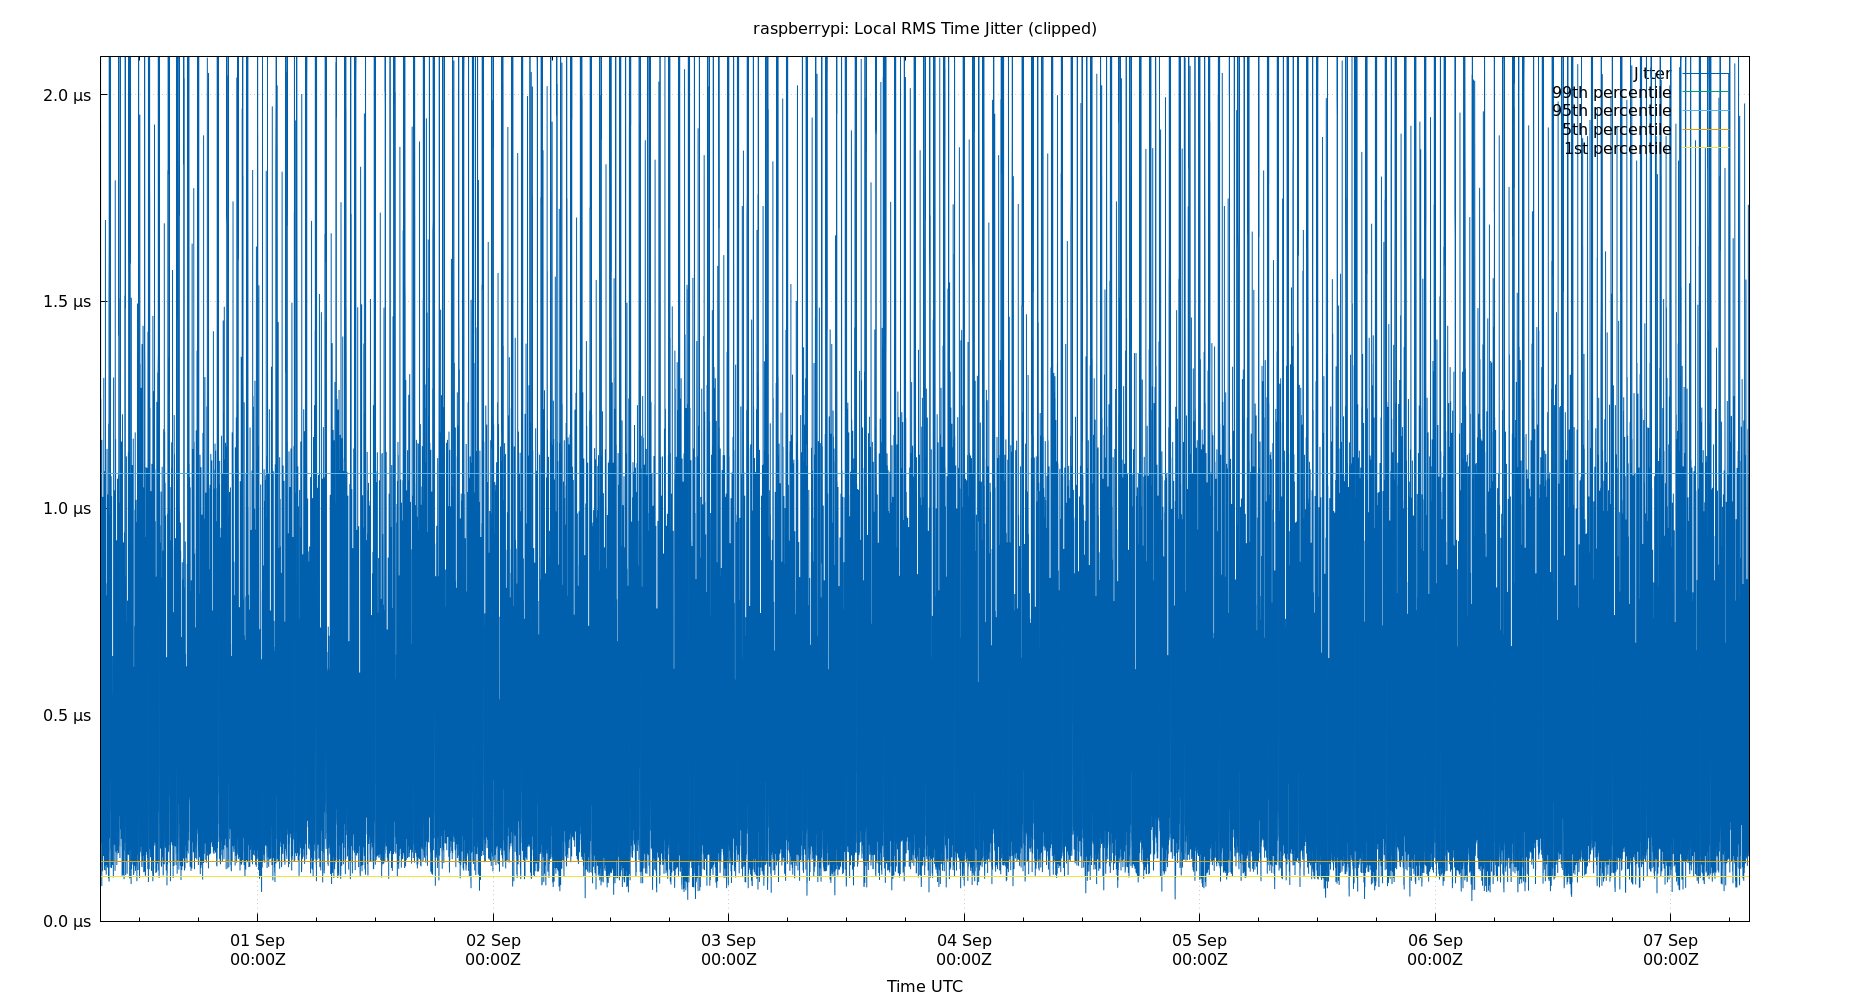 raspberrypi: Local RMS Time Jitter (clipped)
Jitter
99th percentile
95th percentile
5th percentile
1st percentile
2.0 µs
1.5 µs
1.0 µs
0.5 µs
0.0 µs
01 Sep 02 Sep 03 Sep 04 Sep 05 Sep 06 Sep 07 Sep
00:00Z 00:00Z 00:00Z 00:00Z 00:00Z 00:00Z 00:00Z
Time UTC